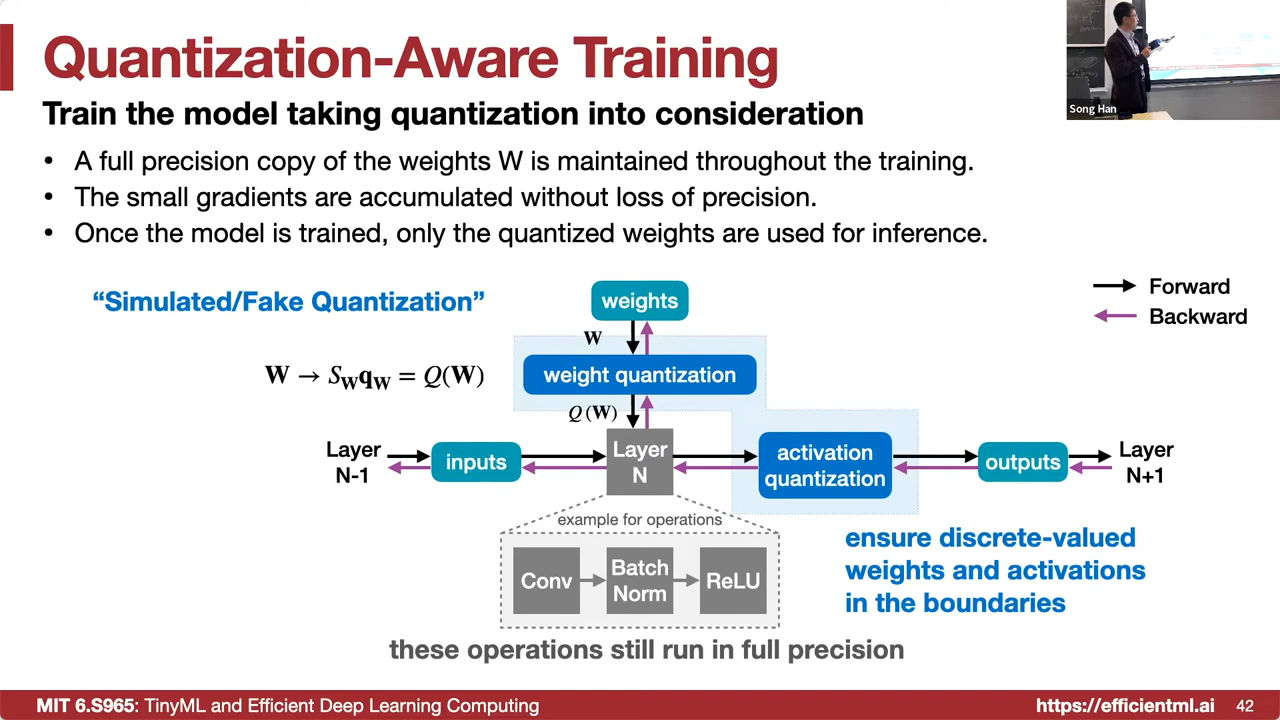 Quantization-Aware Training
Song Han
Train the model taking quantization into consideration
• A full precision copy of the weights W is maintained throughout the training.
• The small gradients are accumulated without loss of precision.
• Once the model is trained, only the quantized weights are used for inference.
“Simulated/Fake Quantization”
weights
Forward
Backward
W
W → S_W q_W = Q(W)
weight quantization
Q(W)
Layer
N-1
inputs
Layer
N
activation
quantization
outputs
Layer
N+1
example for operations
Conv
Batch
Norm
ReLU
ensure discrete-valued
weights and activations
in the boundaries
these operations still run in full precision
MIT 6.S965: TinyML and Efficient Deep Learning Computing
https://efficientml.ai
42